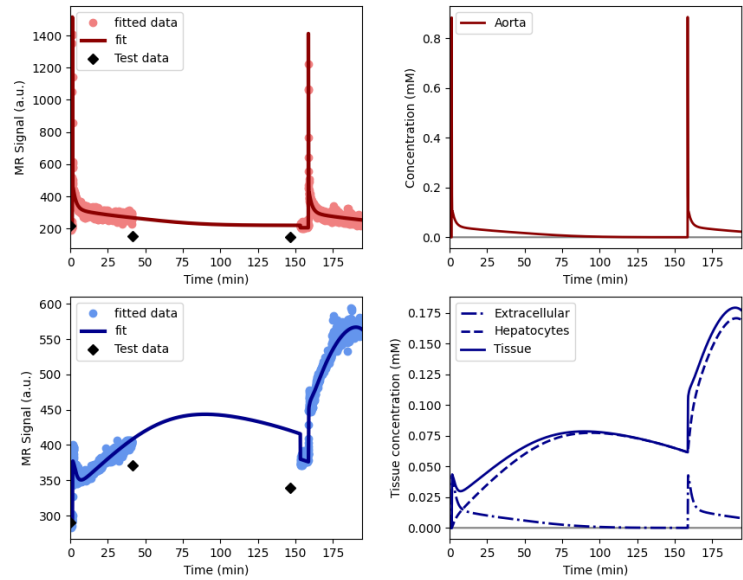 1400
1200
1000
800
600
400
200
MR Signal (a.u.)
fitted data
fit
Test data
0 25 50 75 100 125 150 175
Time (min)
0.8
0.6
0.4
0.2
0.0
Concentration (mM)
Aorta
0 25 50 75 100 125 150 175
Time (min)
600
550
500
450
400
350
300
MR Signal (a.u.)
fitted data
fit
Test data
0 25 50 75 100 125 150 175
Time (min)
0.175
0.150
0.125
0.100
0.075
0.050
0.025
0.000
Tissue concentration (mM)
Extracellular
Hepatocytes
Tissue
0 25 50 75 100 125 150 175
Time (min)